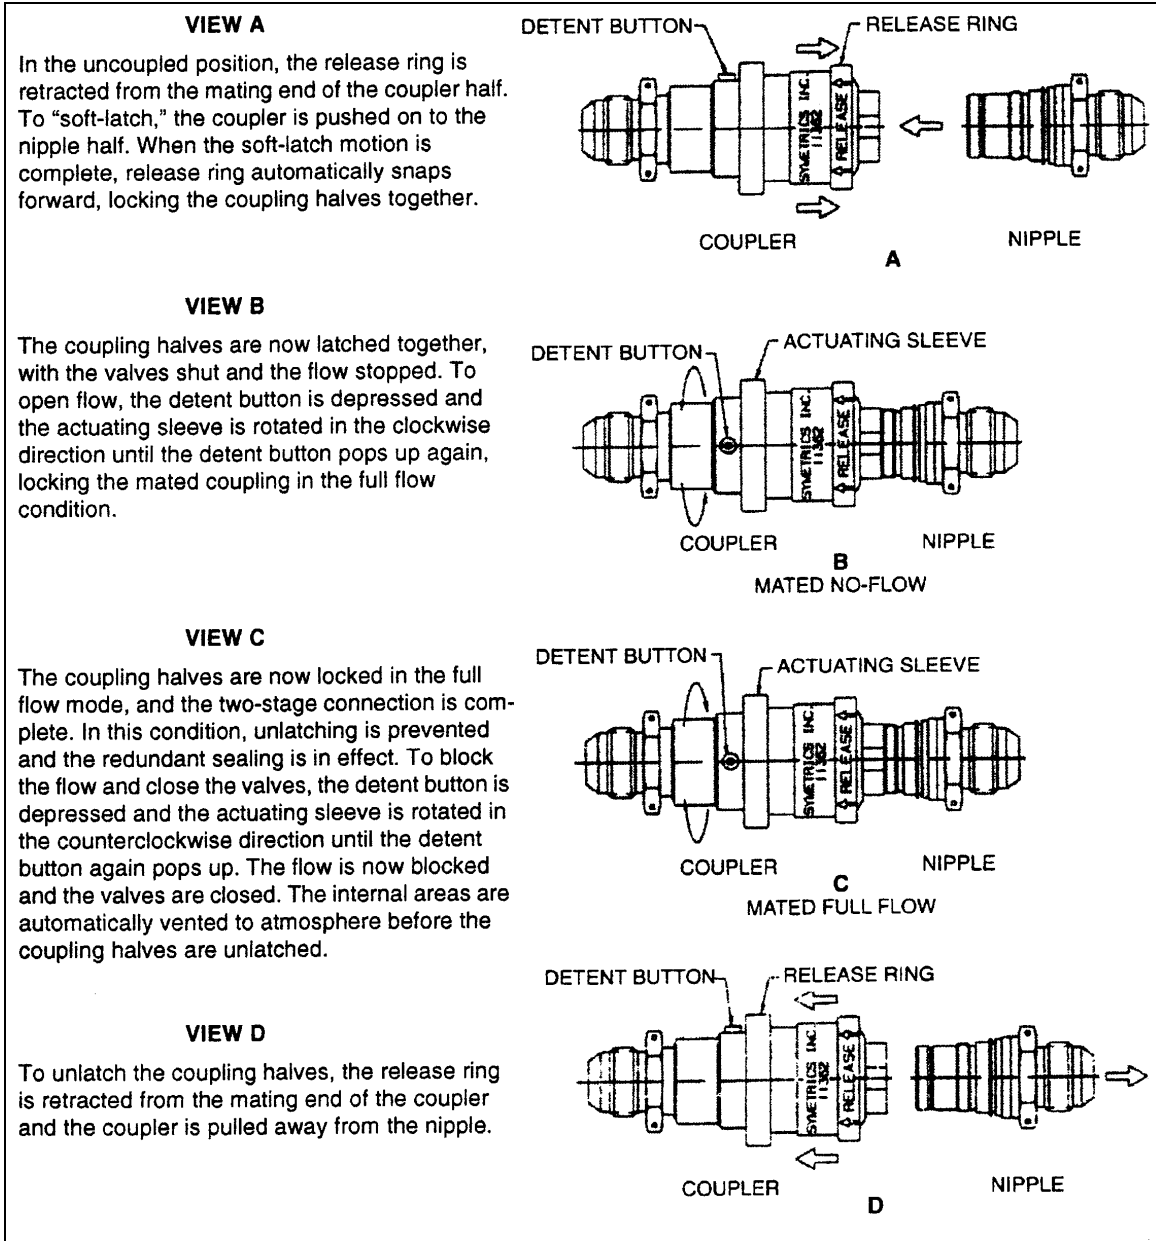 VIEW A
In the uncoupled position, the release ring is
retracted from the mating end of the coupler half.
To “soft-latch,” the coupler is pushed on to the
nipple half. When the soft-latch motion is
complete, release ring automatically snaps
forward, locking the coupling halves together.
DETENT BUTTON
RELEASE RING
SYMETRICS INC.
11362
RELEASE
COUPLER
NIPPLE
A
VIEW B
The coupling halves are now latched together,
with the valves shut and the flow stopped. To
open flow, the detent button is depressed and
the actuating sleeve is rotated in the clockwise
direction until the detent button pops up again,
locking the mated coupling in the full flow
condition.
DETENT BUTTON
ACTUATING SLEEVE
SYMETRICS INC.
11362
RELEASE
COUPLER
NIPPLE
B
MATED NO-FLOW
VIEW C
The coupling halves are now locked in the full
flow mode, and the two-stage connection is com-
plete. In this condition, unlatching is prevented
and the redundant sealing is in effect. To block
the flow and close the valves, the detent button is
depressed and the actuating sleeve is rotated in
the counterclockwise direction until the detent
button again pops up. The flow is now blocked
and the valves are closed. The internal areas are
automatically vented to atmosphere before the
coupling halves are unlatched.
DETENT BUTTON
ACTUATING SLEEVE
SYMETRICS INC.
11362
RELEASE
COUPLER
NIPPLE
C
MATED FULL FLOW
VIEW D
To unlatch the coupling halves, the release ring
is retracted from the mating end of the coupler
and the coupler is pulled away from the nipple.
DETENT BUTTON
RELEASE RING
SYMETRICS INC.
11362
RELEASE
COUPLER
NIPPLE
D